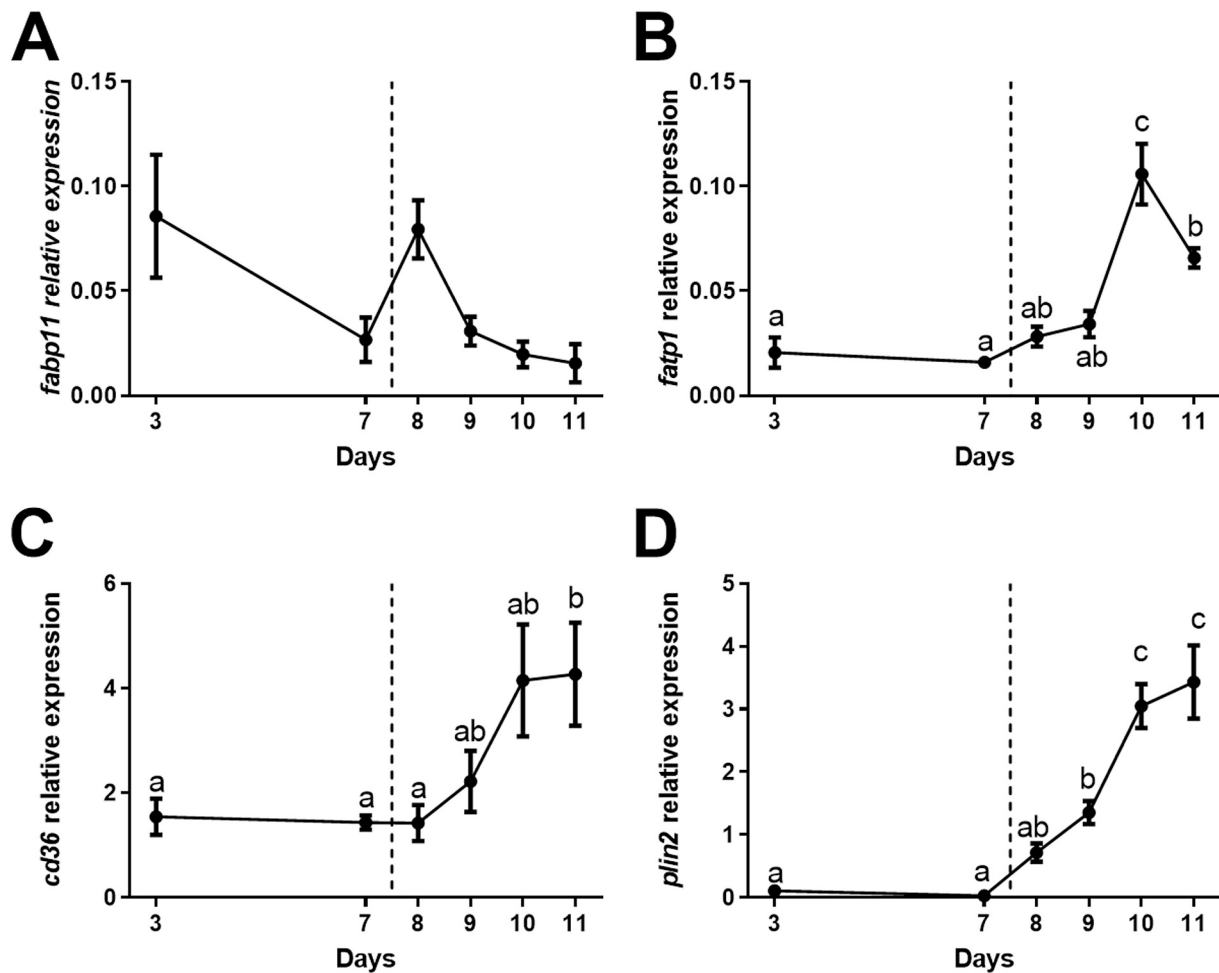 A
fabp11 relative expression
0.15
0.10
0.05
0.00
3 7 8 9 10 11
Days
B
fatp1 relative expression
0.15
0.10
0.05
0.00
a a ab ab c b
3 7 8 9 10 11
Days
C
cd36 relative expression
6
4
2
0
a a a ab ab b
3 7 8 9 10 11
Days
D
plin2 relative expression
5
4
3
2
1
0
a a ab b c c
3 7 8 9 10 11
Days